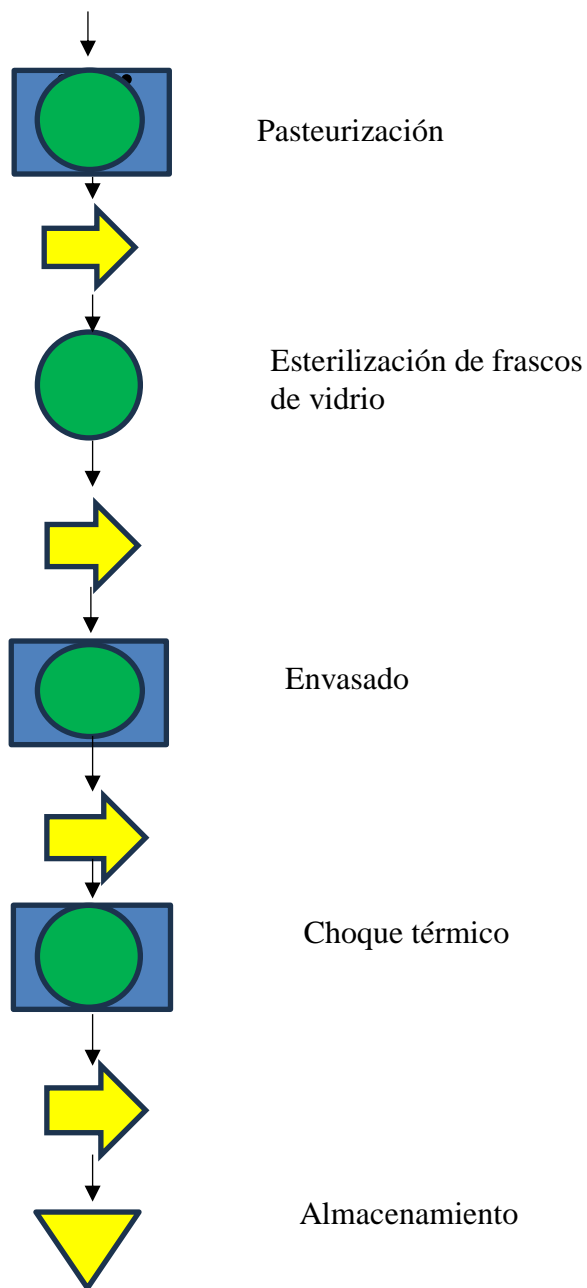 Pasteurización
Esterilización de frascos
de vidrio
Envasado
Choque térmico
Almacenamiento